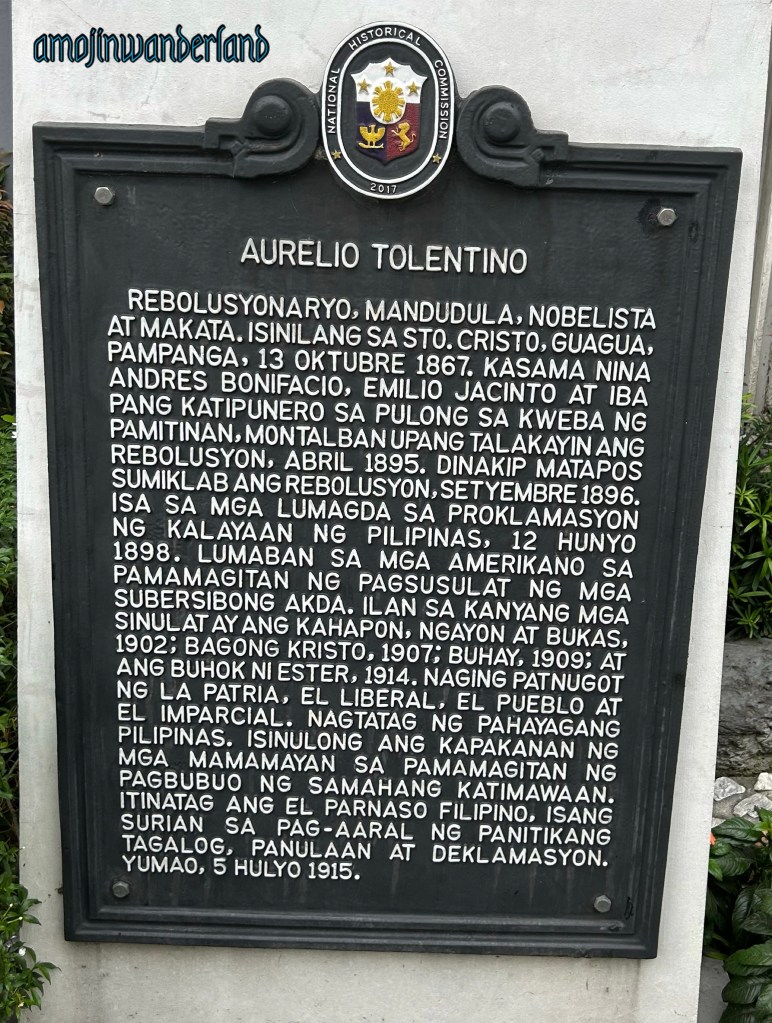 amojinwanderland
NATIONAL HISTORICAL COMMISSION
2017
AURELIO TOLENTINO
REBOLUSYONARYO, MANDUDULA, NOBELISTA
AT MAKATA. ISINILANG SA STO. CRISTO, GUAGUA,
PAMPANGA, 13 OKTUBRE 1867. KASAMA NINA
ANDRES BONIFACIO, EMILIO JACINTO AT IBA
PANG KATIPUNERO SA PULONG SA KWEBA NG
PAMITINAN, MONTALBAN UPANG TALAKAYIN ANG
REBOLUSYON, ABRIL 1895. DINAKIP MATAPOS
SUMIKLAB ANG REBOLUSYON, SETYEMBRE 1896.
ISA SA MGA LUMAGDA SA PROKLAMASYON
NG KALAYAAN NG PILIPINAS, 12 HUNYO
1898. LUMABAN SA MGA AMERIKANO SA
PAMAMAGITAN NG PAGSUSULAT NG MGA
SUBERSIBONG AKDA. ILAN SA KANYANG MGA
SINULAT AY ANG KAHAPON, NGAYON AT BUKAS,
1902; BAGONG KRISTO, 1907; BUHAY, 1909; AT
ANG BUHOK NI ESTER, 1914. NAGING PATNUGOT
NG LA PATRIA, EL LIBERAL, EL PUEBLO AT
EL IMPARCIAL. NAGTATAG NG PAHAYAGANG
PILIPINAS. ISINULONG ANG KAPAKANAN NG
MGA MAMAMAYAN SA PAMAMAGITAN NG
PAGBUBUO NG SAMAHANG KATIMAWAAN.
ITINATAG ANG EL PARNASO FILIPINO, ISANG
SURIAN SA PAG-AARAL NG PANITIKANG
TAGALOG, PANULAAN AT DEKLAMASYON.
YUMAO, 5 HULYO 1915.